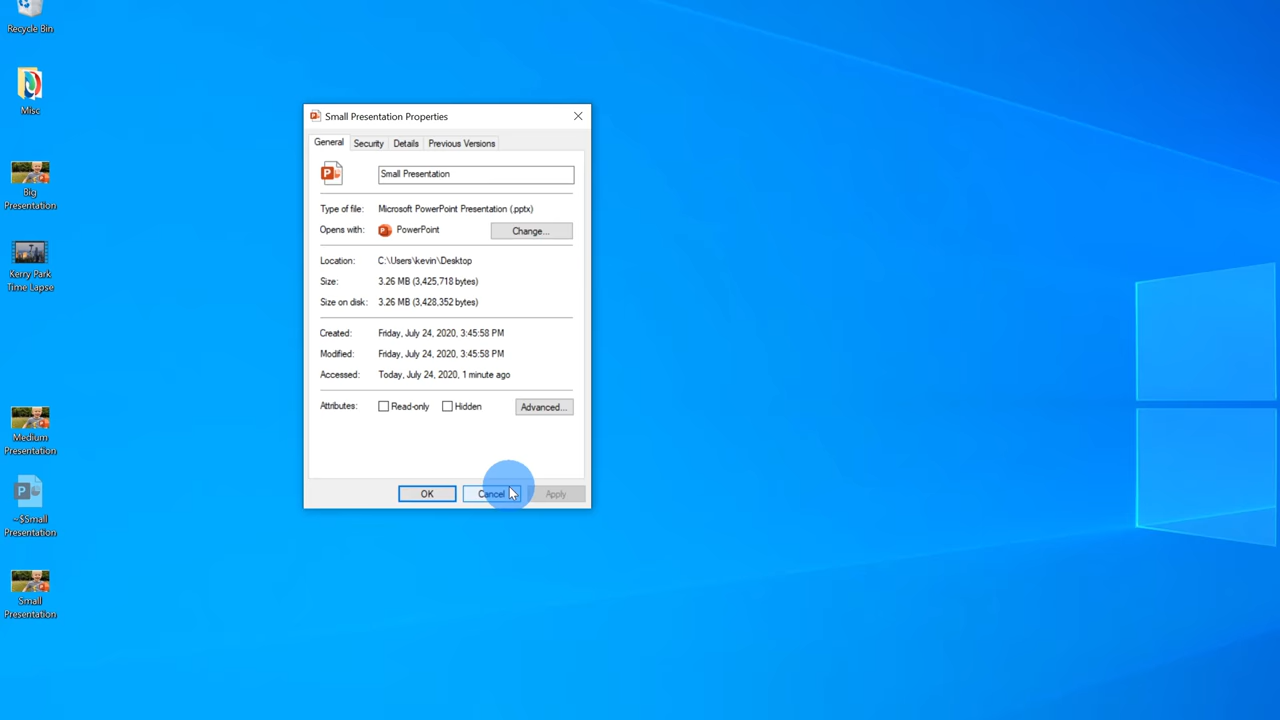 Recycle Bin
Misc
Big
Presentation
Kerry Park
Time Lapse
Medium
Presentation
~$Small
Presentation
Small
Presentation
Small Presentation Properties
General Security Details Previous Versions
Small Presentation
Type of file: Microsoft PowerPoint Presentation (.pptx)
Opens with: PowerPoint Change...
Location: C:\Users\kevin\Desktop
Size: 3.26 MB (3,425,718 bytes)
Size on disk: 3.26 MB (3,428,352 bytes)
Created: Friday, July 24, 2020, 3:45:58 PM
Modified: Friday, July 24, 2020, 3:45:58 PM
Accessed: Today, July 24, 2020, 1 minute ago
Attributes: Read-only Hidden Advanced...
OK Cancel Apply